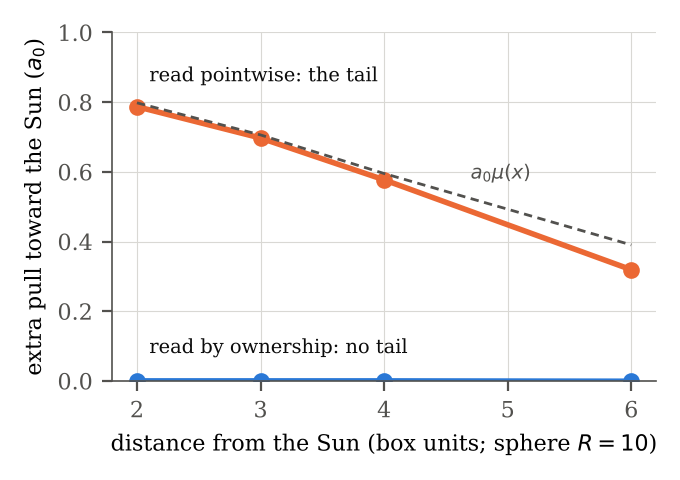 extra pull toward the Sun (a₀)
1.0
0.8
0.6
0.4
0.2
0.0
read pointwise: the tail
a₀μ(x)
read by ownership: no tail
2
3
4
5
6
distance from the Sun (box units; sphere R = 10)